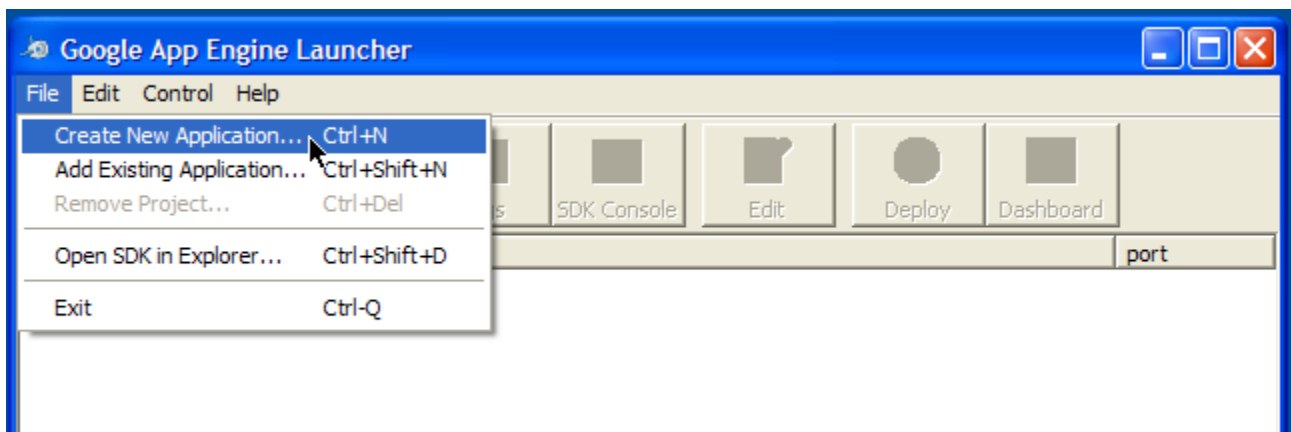 Google App Engine Launcher
File Edit Control Help
Create New Application... Ctrl+N
Add Existing Application... Ctrl+Shift+N
Remove Project... Ctrl+Del
Open SDK in Explorer... Ctrl+Shift+D
Exit Ctrl-Q
SDK Console Edit Deploy Dashboard
port